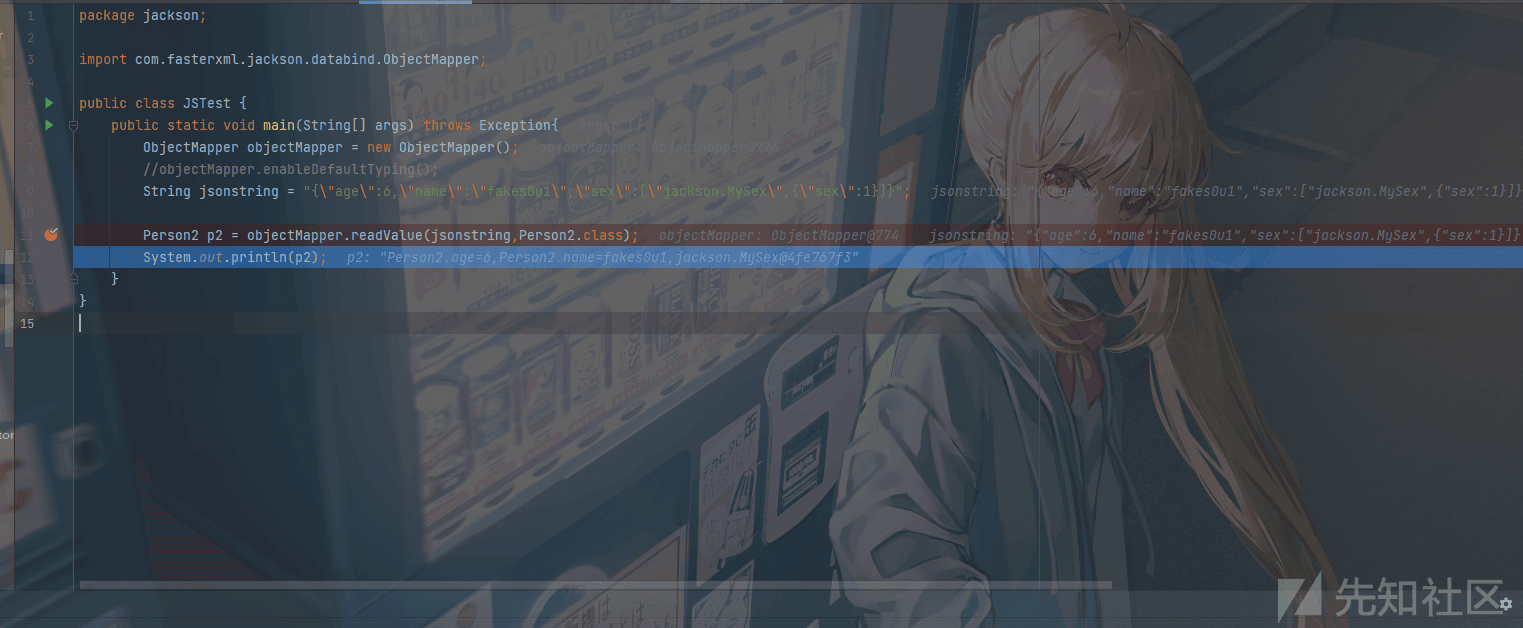 1 package jackson;
2
3 import com.fasterxml.jackson.databind.ObjectMapper;
4
5 public class JSTest {
6 public static void main(String[] args) throws Exception{ args: []
7 ObjectMapper objectMapper = new ObjectMapper(); objectMapper: ObjectMapper@774
8 //objectMapper.enableDefaultTyping();
9 String jsonstring = "{\"age\":6,\"name\":\"fakes0u1\",\"sex\":[\"jackson.MySex\",{\"sex\":1}]}"; jsonstring: "{"age":6,"name":"fakes0u1","sex":["jackson.MySex",{"sex":1}]}
10
11 Person2 p2 = objectMapper.readValue(jsonstring,Person2.class); objectMapper: ObjectMapper@774 jsonstring: "{"age":6,"name":"fakes0u1","sex":["jackson.MySex",{"sex":1}]}
12 System.out.println(p2); p2: "Person2.age=6,Person2.name=fakes0u1,jackson.MySex@4fe767f3"
13 }
14 }
15
tor
先知社区